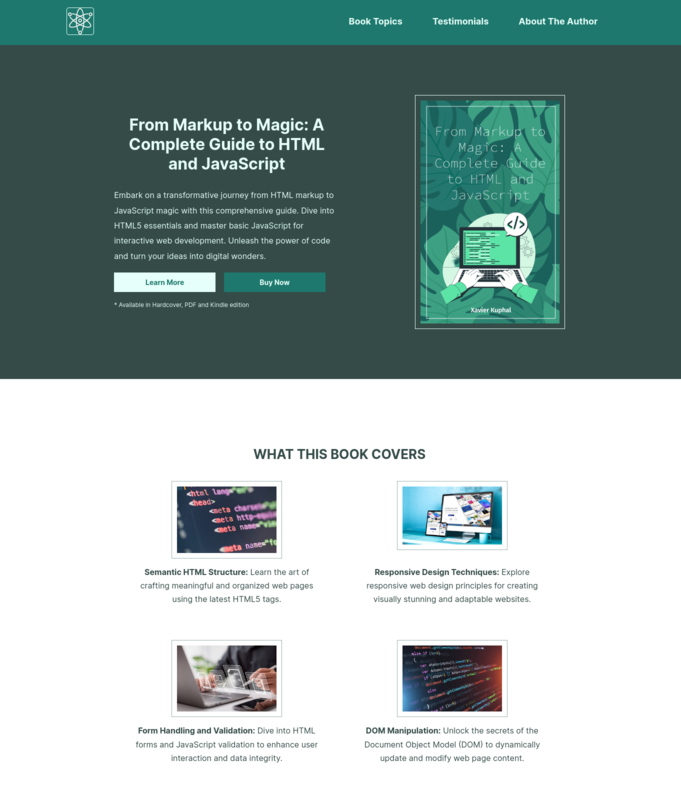 Book Topics
Testimonials
About The Author
From Markup to Magic: A
Complete Guide to HTML
and JavaScript
Embark on a transformative journey from HTML markup to
JavaScript magic with this comprehensive guide. Dive into
HTML5 essentials and master basic JavaScript for
interactive web development. Unleash the power of code
and turn your ideas into digital wonders.
Learn More
Buy Now
* Available in Hardcover, PDF and Kindle edition
From Markup to
Magic: A
Complete Guide
to HTML and
JavaScript
</>
Xavier Kuphal
WHAT THIS BOOK COVERS
<html lang=
<head>
<meta charset=
<meta http-equiv=
<meta name=
<meta name=
Semantic HTML Structure: Learn the art of
crafting meaningful and organized web pages
using the latest HTML5 tags.
Responsive Design Techniques: Explore
responsive web design principles for creating
visually stunning and adaptable websites.
Form Handling and Validation: Dive into HTML
forms and JavaScript validation to enhance user
interaction and data integrity.
DOM Manipulation: Unlock the secrets of the
Document Object Model (DOM) to dynamically
update and modify web page content.